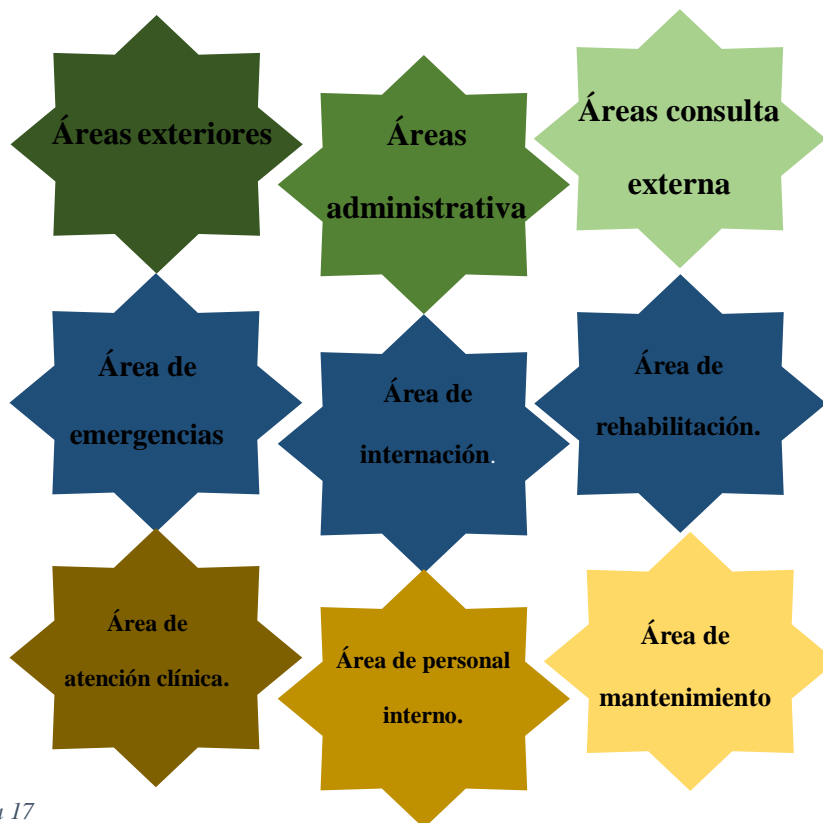 Áreas exteriores
Áreas
administrativa
Áreas consulta
externa
Área de
emergencias
Área de
internación.
Área de
rehabilitación.
Área de
atención clínica.
Área de personal
interno.
Área de
mantenimiento
17